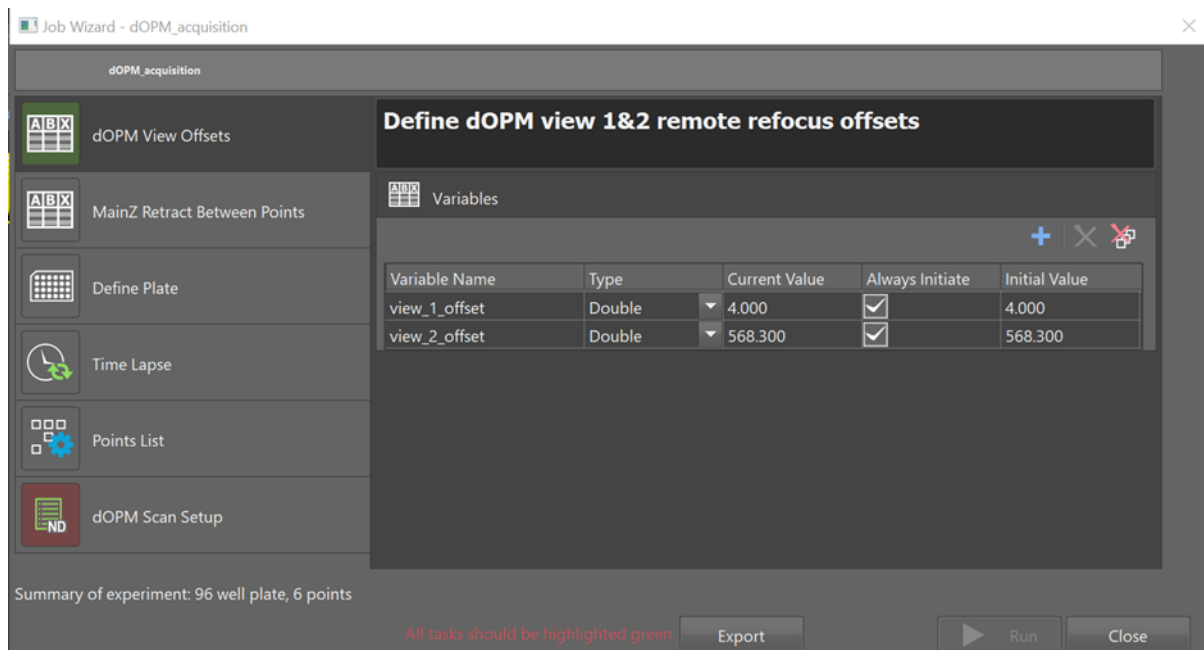 Job Wizard - dOPM_acquisition
dOPM_acquisition
ABX
dOPM View Offsets
Define dOPM view 1&2 remote refocus offsets
ABX
MainZ Retract Between Points
ABX
Variables
Define Plate
Variable Name Type Current Value Always Initiate Initial Value
view_1_offset Double 4.000 4.000
view_2_offset Double 568.300 568.300
Time Lapse
Points List
ND
dOPM Scan Setup
Summary of experiment: 96 well plate, 6 points
All tasks should be highlighted green.
Export
Run
Close